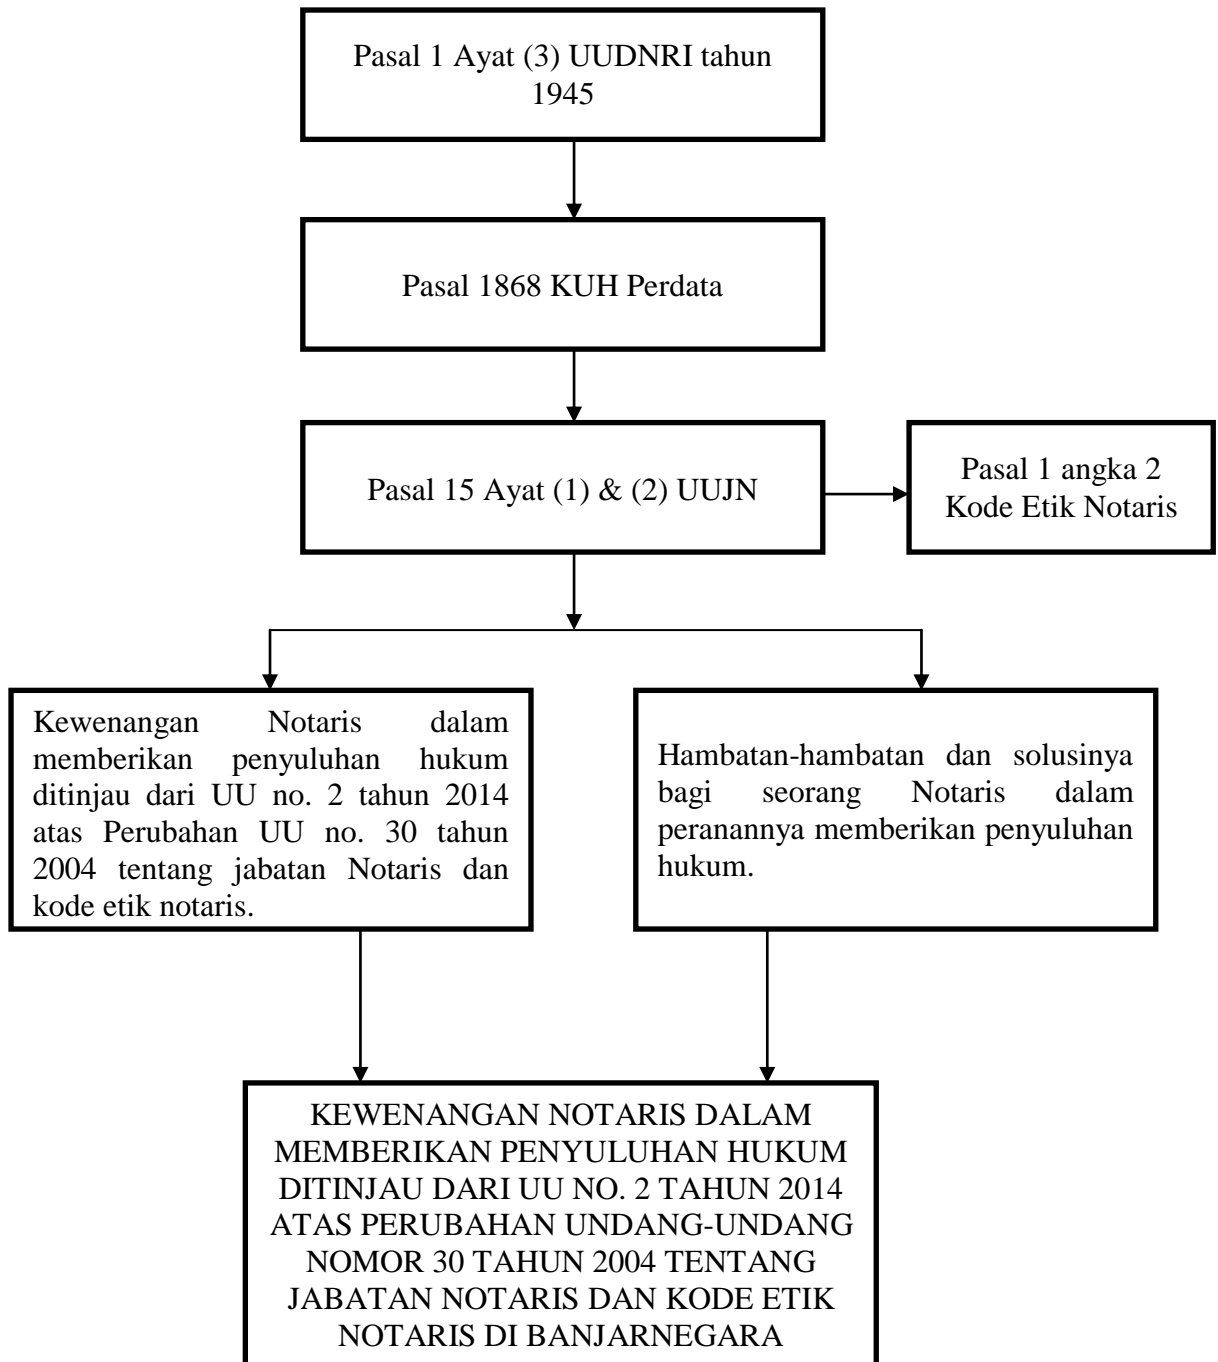 Pasal 1 Ayat (3) UUDNRI tahun
1945
Pasal 1868 KUH Perdata
Pasal 15 Ayat (1) & (2) UUJN
Pasal 1 angka 2
Kode Etik Notaris
Kewenangan Notaris dalam
memberikan penyuluhan hukum
ditinjau dari UU no. 2 tahun 2014
atas Perubahan UU no. 30 tahun
2004 tentang jabatan Notaris dan
kode etik notaris.
Hambatan-hambatan dan solusinya
bagi seorang Notaris dalam
peranannya memberikan penyuluhan
hukum.
KEWENANGAN NOTARIS DALAM
MEMBERIKAN PENYULUHAN HUKUM
DITINJAU DARI UU NO. 2 TAHUN 2014
ATAS PERUBAHAN UNDANG-UNDANG
NOMOR 30 TAHUN 2004 TENTANG
JABATAN NOTARIS DAN KODE ETIK
NOTARIS DI BANJARNEGARA